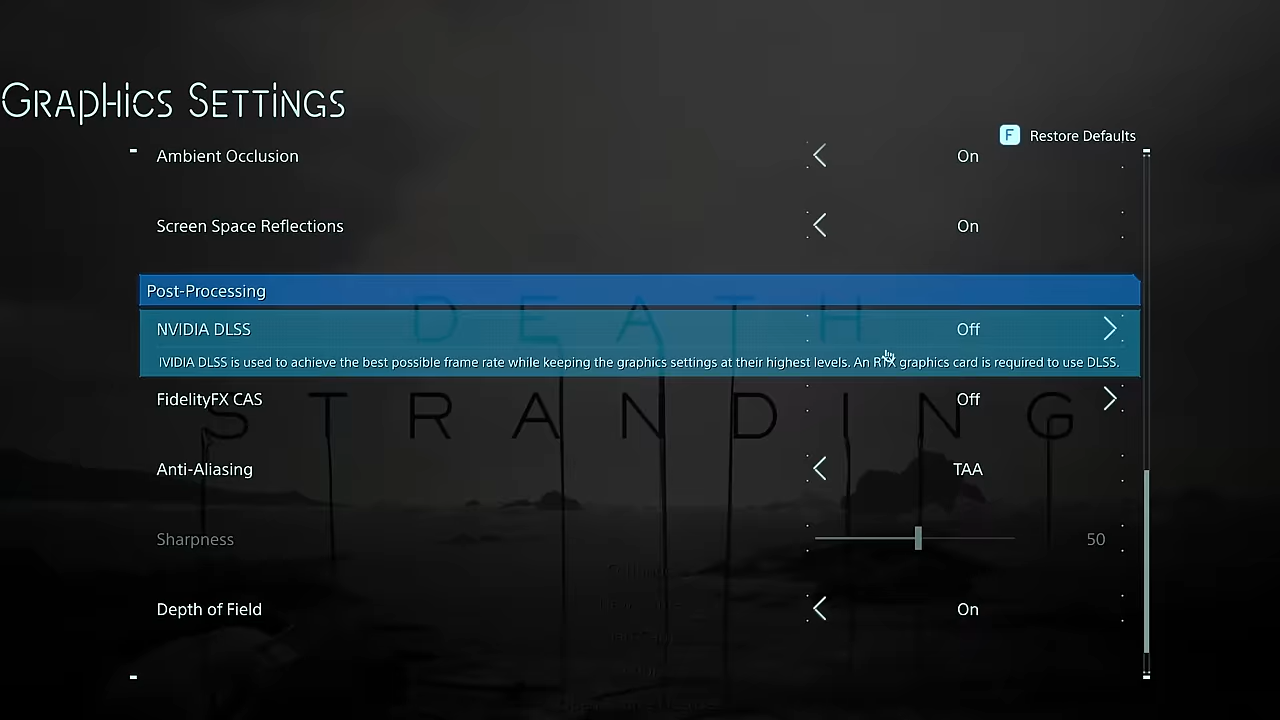 Graphics Settings
F Restore Defaults
Ambient Occlusion On
Screen Space Reflections On
Post-Processing
DEATH
NVIDIA DLSS Off
IVIDIA DLSS is used to achieve the best possible frame rate while keeping the graphics settings at their highest levels. An RTX graphics card is required to use DLSS.
FidelityFX CAS Off
STRANDING
Anti-Aliasing TAA
Sharpness 50
Depth of Field On